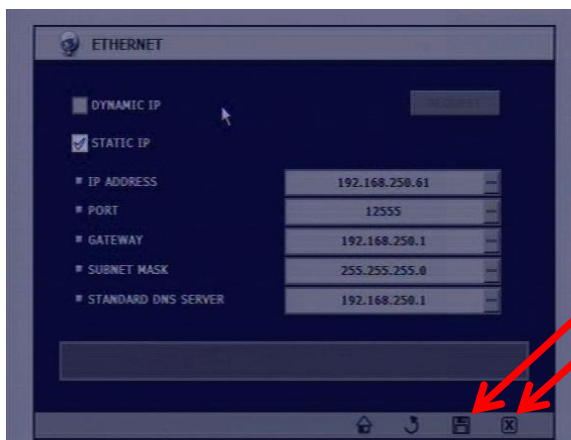 ETHERNET
DYNAMIC IP
REQUEST
STATIC IP
IP ADDRESS 192.168.250.61
PORT 12555
GATEWAY 192.168.250.1
SUBNET MASK 255.255.255.0
STANDARD DNS SERVER 192.168.250.1